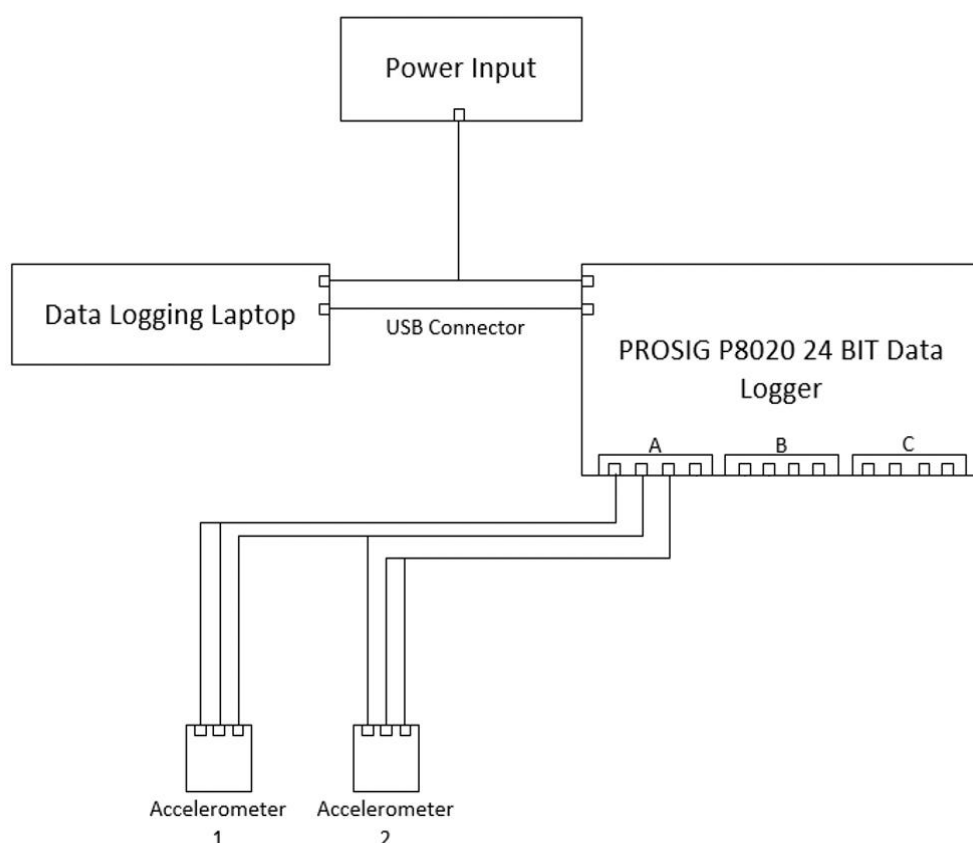 Power Input
Data Logging Laptop
USB Connector
PROSIG P8020 24 BIT Data
Logger
A
B
C
Accelerometer
1
Accelerometer
2